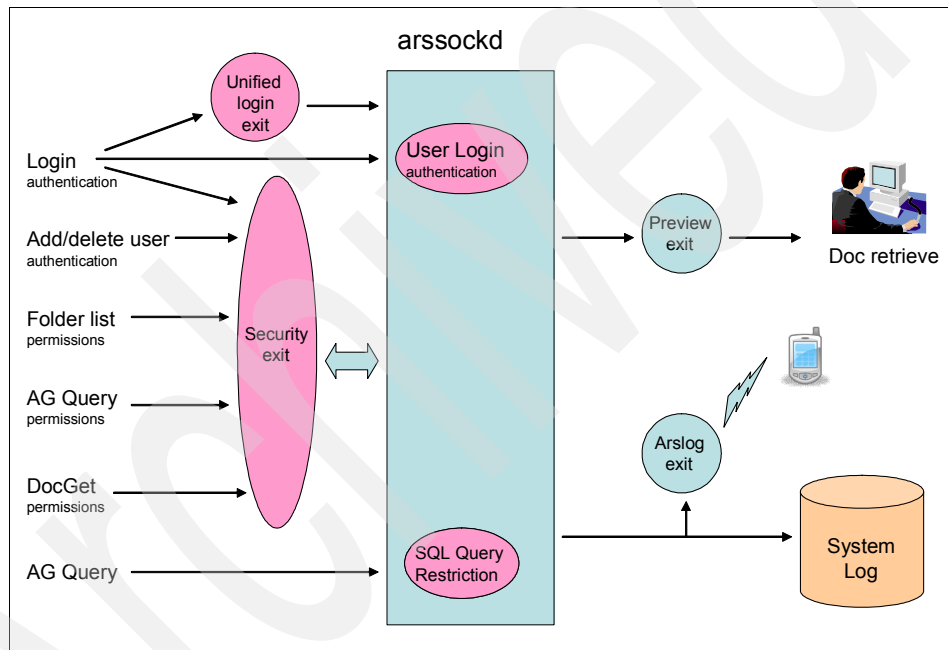 arssockd
Unified
login
exit
Login
authentication
User Login
authentication
Add/delete user
authentication
Folder list
permissions
Security
exit
AG Query
permissions
DocGet
permissions
AG Query
SQL Query
Restriction
Preview
exit
Doc retrieve
Arslog
exit
System
Log
Archived